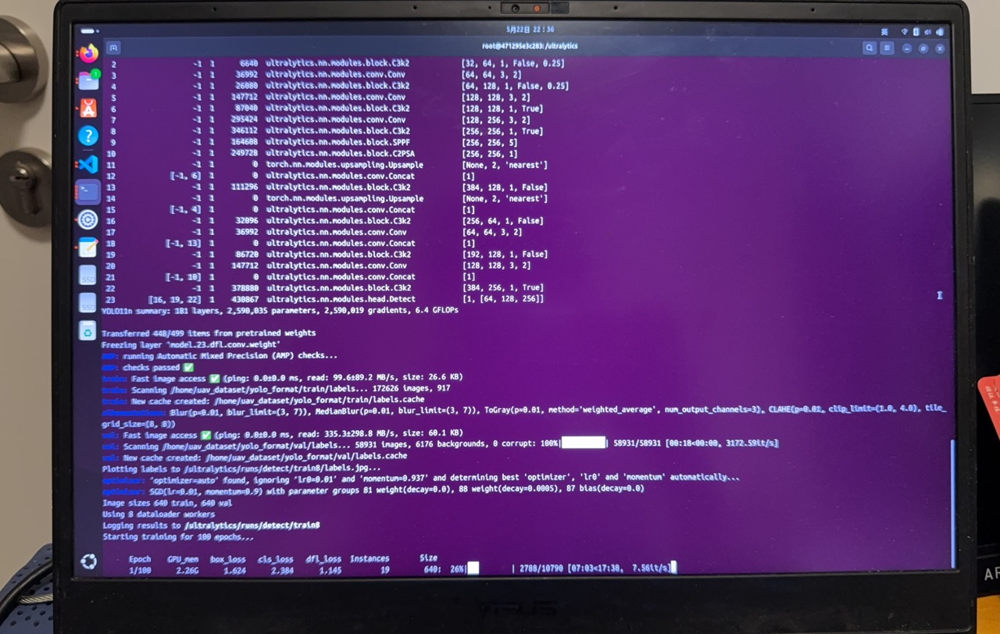 5月22日 22:36
英
root@471295e3c283: /ultralytics
2 -1 1 6640 ultralytics.nn.modules.block.C3k2 [32, 64, 1, False, 0.25]
3 -1 1 36992 ultralytics.nn.modules.conv.Conv [64, 64, 3, 2]
4 -1 1 26080 ultralytics.nn.modules.block.C3k2 [64, 128, 1, False, 0.25]
5 -1 1 147712 ultralytics.nn.modules.conv.Conv [128, 128, 3, 2]
6 -1 1 87040 ultralytics.nn.modules.block.C3k2 [128, 128, 1, True]
7 -1 1 295424 ultralytics.nn.modules.conv.Conv [128, 256, 3, 2]
8 -1 1 346112 ultralytics.nn.modules.block.C3k2 [256, 256, 1, True]
9 -1 1 164608 ultralytics.nn.modules.block.SPPF [256, 256, 5]
10 -1 1 249728 ultralytics.nn.modules.block.C2PSA [256, 256, 1]
11 -1 1 0 torch.nn.modules.upsampling.Upsample [None, 2, 'nearest']
12 [-1, 6] 1 0 ultralytics.nn.modules.conv.Concat [1]
13 -1 1 111296 ultralytics.nn.modules.block.C3k2 [384, 128, 1, False]
14 -1 1 0 torch.nn.modules.upsampling.Upsample [None, 2, 'nearest']
15 [-1, 4] 1 0 ultralytics.nn.modules.conv.Concat [1]
16 -1 1 32096 ultralytics.nn.modules.block.C3k2 [256, 64, 1, False]
17 -1 1 36992 ultralytics.nn.modules.conv.Conv [64, 64, 3, 2]
18 [-1, 13] 1 0 ultralytics.nn.modules.conv.Concat [1]
19 -1 1 86720 ultralytics.nn.modules.block.C3k2 [192, 128, 1, False]
20 -1 1 147712 ultralytics.nn.modules.conv.Conv [128, 128, 3, 2]
21 [-1, 10] 1 0 ultralytics.nn.modules.conv.Concat [1]
22 -1 1 378880 ultralytics.nn.modules.block.C3k2 [384, 256, 1, True]
23 [16, 19, 22] 1 430867 ultralytics.nn.modules.head.Detect [1, [64, 128, 256]]
YOLO11n summary: 181 layers, 2,590,035 parameters, 2,590,019 gradients, 6.4 GFLOPs
Transferred 448/499 items from pretrained weights
Freezing layer 'model.23.dfl.conv.weight'
AMP: running Automatic Mixed Precision (AMP) checks...
AMP: checks passed ✅
train: Fast image access ✅ (ping: 0.0±0.0 ms, read: 99.6±89.2 MB/s, size: 26.6 KB)
train: Scanning /home/uav_dataset/yolo_format/train/labels... 172626 images, 917
train: New cache created: /home/uav_dataset/yolo_format/train/labels.cache
albumentations: Blur(p=0.01, blur_limit=(3, 7)), MedianBlur(p=0.01, blur_limit=(3, 7)), ToGray(p=0.01, method='weighted_average', num_output_channels=3), CLAHE(p=0.01, clip_limit=(1.0, 4.0), tile_
grid_size=(8, 8))
val: Fast image access ✅ (ping: 0.0±0.0 ms, read: 335.3±298.8 MB/s, size: 60.1 KB)
val: Scanning /home/uav_dataset/yolo_format/val/labels... 58931 images, 6176 backgrounds, 0 corrupt: 100%| | 58931/58931 [00:18<00:00, 3172.59it/s]
val: New cache created: /home/uav_dataset/yolo_format/val/labels.cache
Plotting labels to /ultralytics/runs/detect/train8/labels.jpg...
optimizer: 'optimizer=auto' found, ignoring 'lr0=0.01' and 'momentum=0.937' and determining best 'optimizer', 'lr0' and 'momentum' automatically...
optimizer: SGD(lr=0.01, momentum=0.9) with parameter groups 81 weight(decay=0.0), 88 weight(decay=0.0005), 87 bias(decay=0.0)
Image sizes 640 train, 640 val
Using 8 dataloader workers
Logging results to /ultralytics/runs/detect/train8
Starting training for 100 epochs...
Epoch GPU_mem box_loss cls_loss dfl_loss Instances Size
1/100 2.26G 1.624 2.384 1.145 19 640: 26%| | 2788/10790 [07:03<17:38, 7.56it/s]
SSD
SSD
ASUS
AR